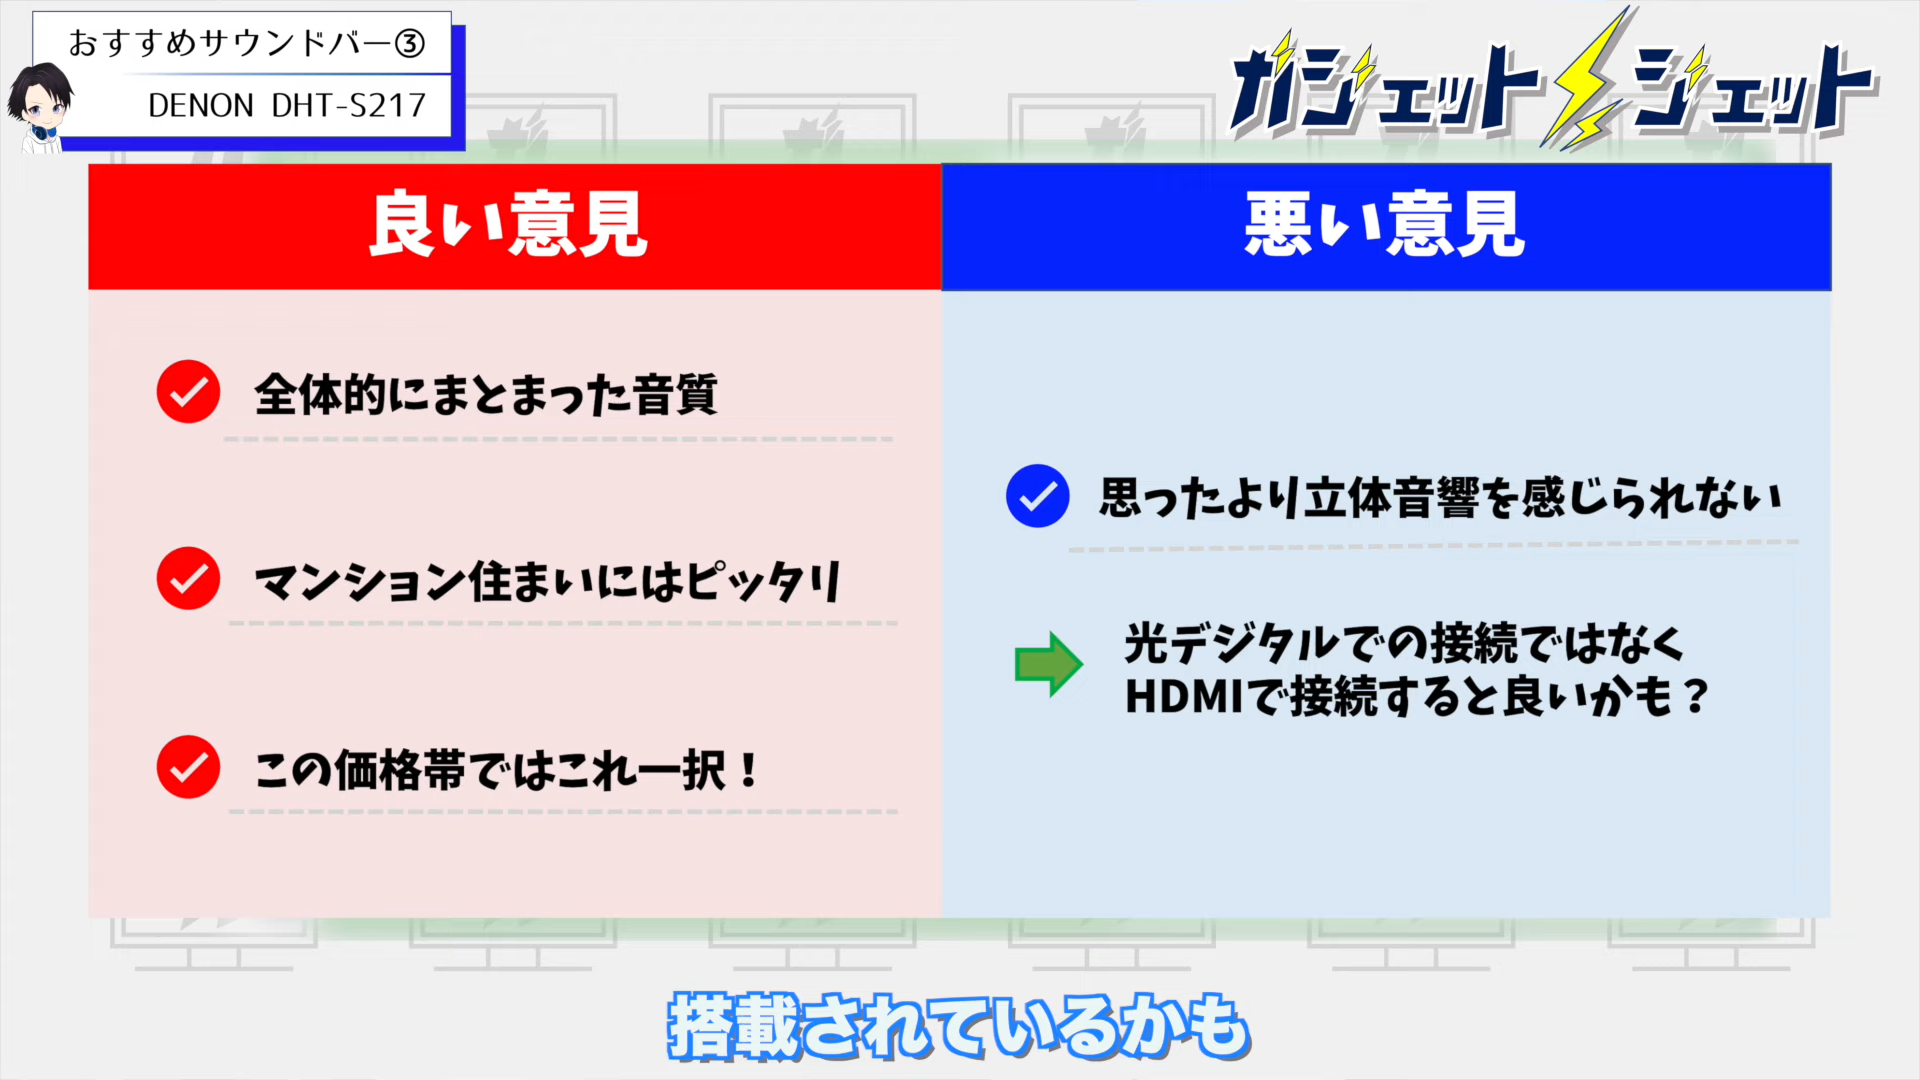 おすすめサウンドバー③
DENON DHT-S217
ガジェットジェット
良い意見
悪い意見
全体的にまとまった音質
マンション住まいにはピッタリ
この価格帯ではこれ一択！
思ったより立体音響を感じられない
光デジタルでの接続ではなく
HDMIで接続すると良いかも？
搭載されているかも